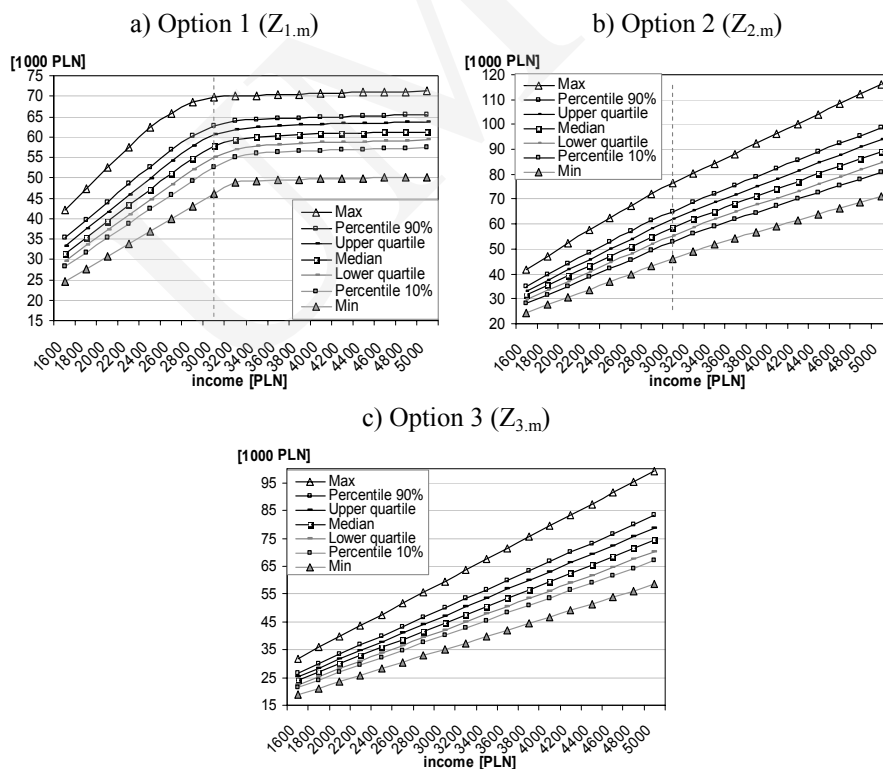 a) Option 1 (Z1.m)
[1000 PLN]
75
70
65
60
55
50
45
40
35
30
25
20
15
Max
Percentile 90%
Upper quartile
Median
Lower quartile
Percentile 10%
Min
1600 1800 2000 2200 2400 2600 2800 3000 3200 3400 3600 3800 4000 4200 4400 4600 4800 5000
income [PLN]
b) Option 2 (Z2.m)
[1000 PLN]
120
110
100
90
80
70
60
50
40
30
20
Max
Percentile 90%
Upper quartile
Median
Lower quartile
Percentile 10%
Min
1600 1800 2000 2200 2400 2600 2800 3000 3200 3400 3600 3800 4000 4200 4400 4600 4800 5000
income [PLN]
c) Option 3 (Z3.m)
[1000 PLN]
95
85
75
65
55
45
35
25
15
Max
Percentile 90%
Upper quartile
Median
Lower quartile
Percentile 10%
Min
1600 1800 2000 2200 2400 2600 2800 3000 3200 3400 3600 3800 4000 4200 4400 4600 4800 5000
income [PLN]